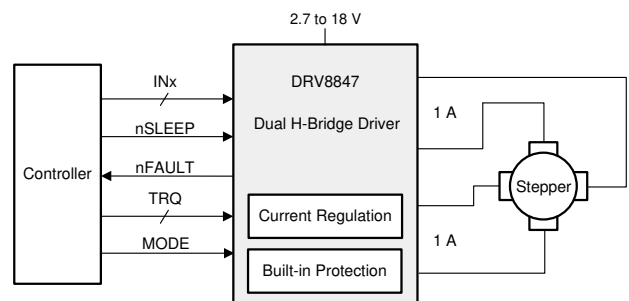 2.7 to 18 V
DRV8847
Dual H-Bridge Driver
Controller
INx
nSLEEP
nFAULT
TRQ
MODE
Current Regulation
Built-in Protection
1 A
1 A
Stepper